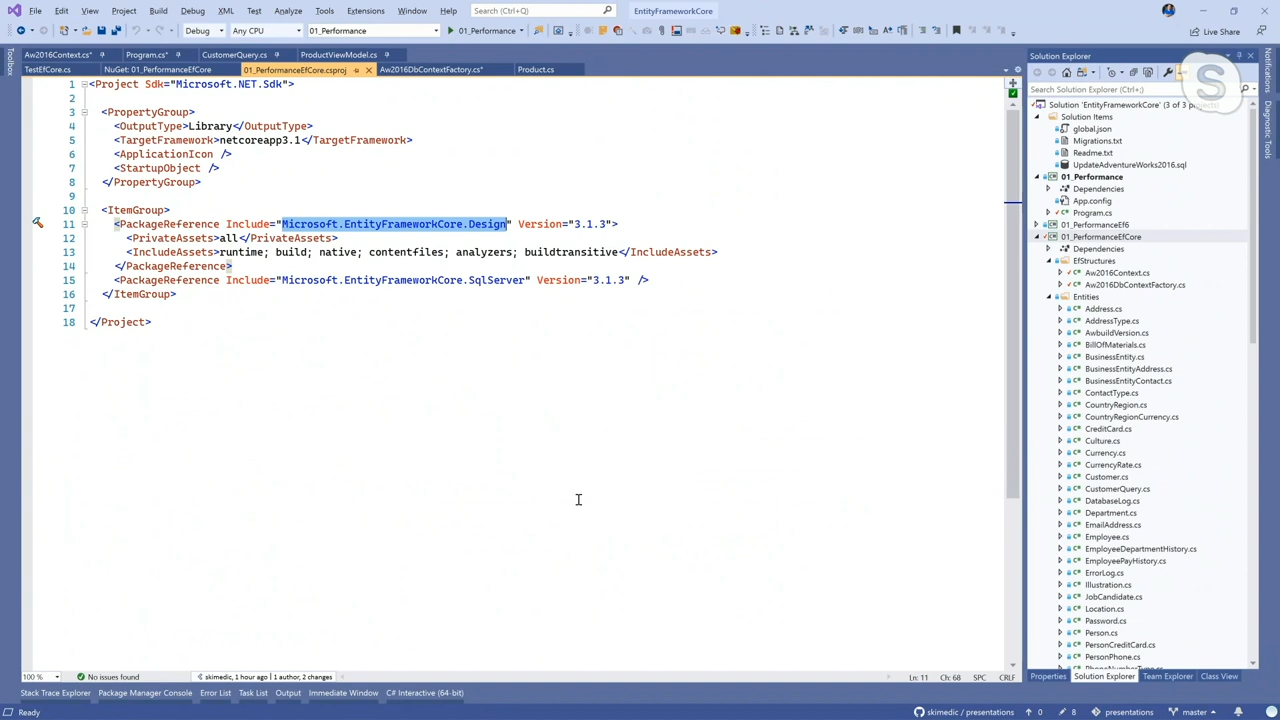 File Edit View Project Build Debug XML Test Analyze Tools Extensions Window Help Search (Ctrl+Q) EntityFrameworkCore
Debug Any CPU 01_Performance 01_Performance Live Share
Aw2016Context.cs* Program.cs* CustomerQuery.cs ProductViewModel.cs
TestEfCore.cs NuGet: 01_PerformanceEfCore 01_PerformanceEfCore.csproj Aw2016DbContextFactory.cs* Product.cs
Toolbox
1 <Project Sdk="Microsoft.NET.Sdk">
2
3 <PropertyGroup>
4 <OutputType>Library</OutputType>
5 <TargetFramework>netcoreapp3.1</TargetFramework>
6 <ApplicationIcon />
7 <StartupObject />
8 </PropertyGroup>
9
10 <ItemGroup>
11 <PackageReference Include="Microsoft.EntityFrameworkCore.Design" Version="3.1.3">
12 <PrivateAssets>all</PrivateAssets>
13 <IncludeAssets>runtime; build; native; contentfiles; analyzers; buildtransitive</IncludeAssets>
14 </PackageReference>
15 <PackageReference Include="Microsoft.EntityFrameworkCore.SqlServer" Version="3.1.3" />
16 </ItemGroup>
17
18 </Project>
100 % No issues found skimedic, 1 hour ago | 1 author, 2 changes Ln: 11 Ch: 68 SPC CRLF
Stack Trace Explorer Package Manager Console Error List Task List Output Immediate Window C# Interactive (64-bit)
Ready skimedic / presentations 0 8 presentations master
Solution Explorer
S
Search Solution Explorer (Ctrl+;)
Solution 'EntityFrameworkCore' (3 of 3 projects)
Solution Items
global.json
Migrations.txt
Readme.txt
UpdateAdventureWorks2016.sql
01_Performance
Dependencies
App.config
Program.cs
01_PerformanceEf6
01_PerformanceEfCore
Dependencies
EfStructures
Aw2016Context.cs
Aw2016DbContextFactory.cs
Entities
Address.cs
AddressType.cs
AwbuildVersion.cs
BillOfMaterials.cs
BusinessEntity.cs
BusinessEntityAddress.cs
BusinessEntityContact.cs
ContactType.cs
CountryRegion.cs
CountryRegionCurrency.cs
CreditCard.cs
Culture.cs
Currency.cs
CurrencyRate.cs
Customer.cs
CustomerQuery.cs
DatabaseLog.cs
Department.cs
EmailAddress.cs
Employee.cs
EmployeeDepartmentHistory.cs
EmployeePayHistory.cs
ErrorLog.cs
Illustration.cs
JobCandidate.cs
Location.cs
Password.cs
Person.cs
PersonCreditCard.cs
PersonPhone.cs
PhoneNumberType.cs
Properties Solution Explorer Team Explorer Class View
Notifications
Diagnostic Tools